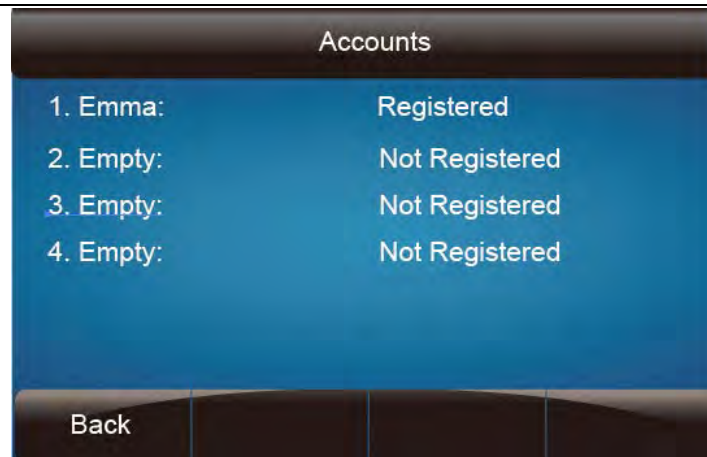 Accounts
1. Emma: Registered
2. Empty: Not Registered
3. Empty: Not Registered
4. Empty: Not Registered
Back